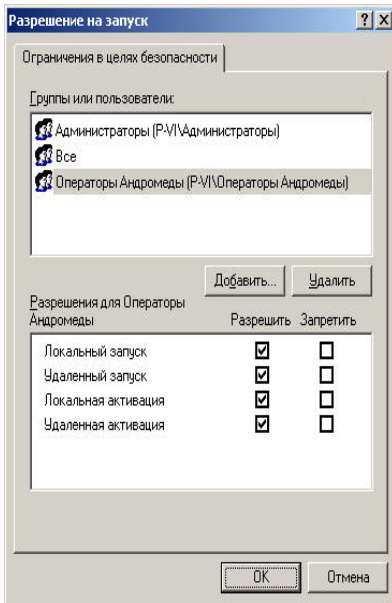 Разрешение на запуск
Ограничения в целях безопасности
Группы или пользователи:
Администраторы (P-VI\Администраторы)
Все
Операторы Андромеды (P-VI\Операторы Андромеды)
Добавить... Удалить
Разрешения для Операторы
Андромеды Разрешить Запретить
Локальный запуск
Удаленный запуск
Локальная активация
Удаленная активация
OK Отмена